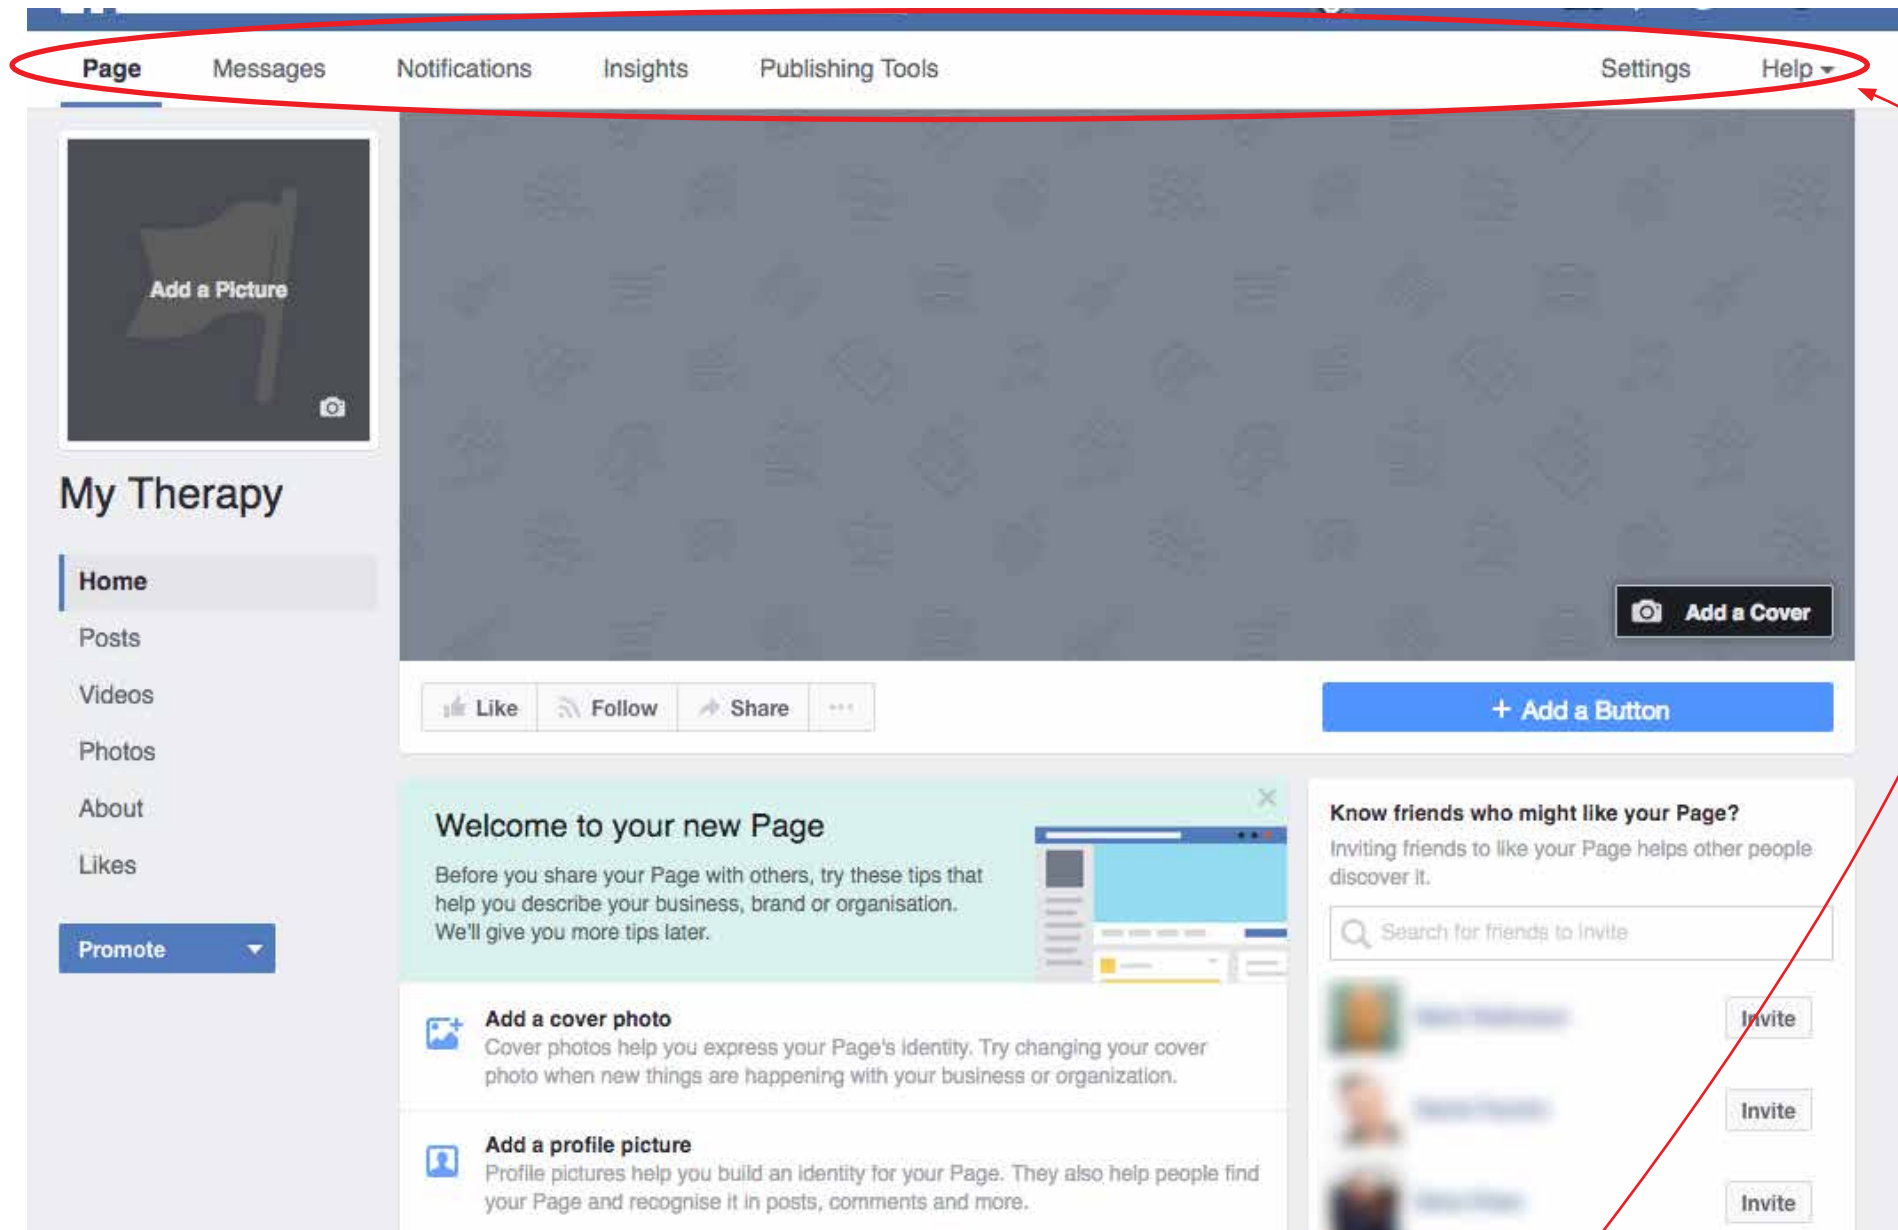 Page Messages Notifications Insights Publishing Tools Settings Help
Add a Picture
My Therapy
Home
Posts
Videos
Photos
About
Likes
Promote
Add a Cover
Like Follow Share
+ Add a Button
Welcome to your new Page
Before you share your Page with others, try these tips that
help you describe your business, brand or organisation.
We'll give you more tips later.
Add a cover photo
Cover photos help you express your Page's identity. Try changing your cover
photo when new things are happening with your business or organization.
Add a profile picture
Profile pictures help you build an identity for your Page. They also help people find
your Page and recognise it in posts, comments and more.
Know friends who might like your Page?
Inviting friends to like your Page helps other people
discover it.
Search for friends to invite
Invite
Invite
Invite